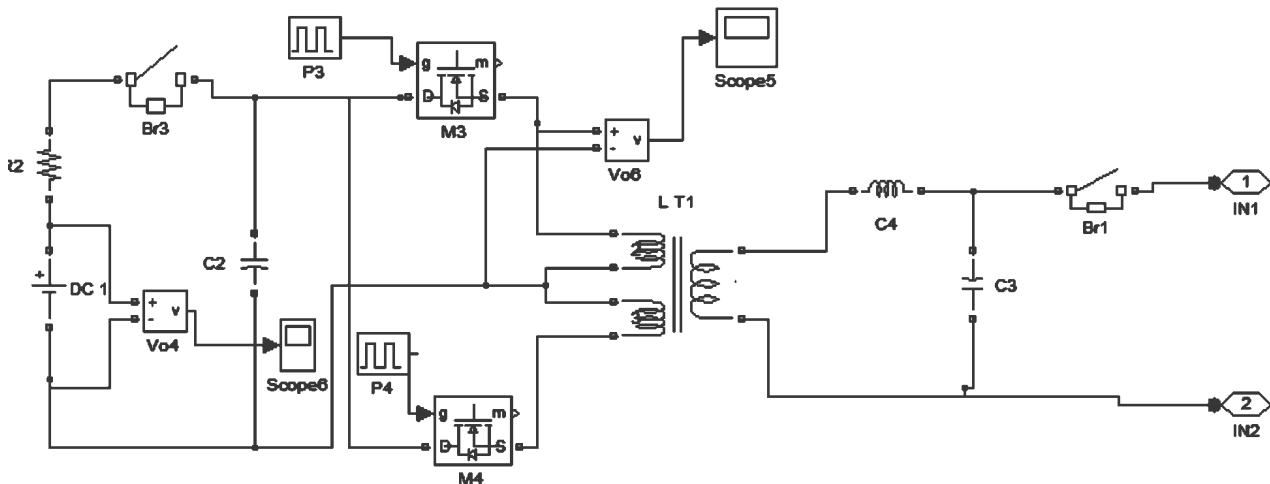 P3
g
m
D
S
M3
Scope5
Br3
+
-
v
Vo6
R2
L T1
C4
1
IN1
Br1
C2
C3
+
DC 1
+
-
v
Vo4
Scope6
P4
g
m
D
S
M4
2
IN2